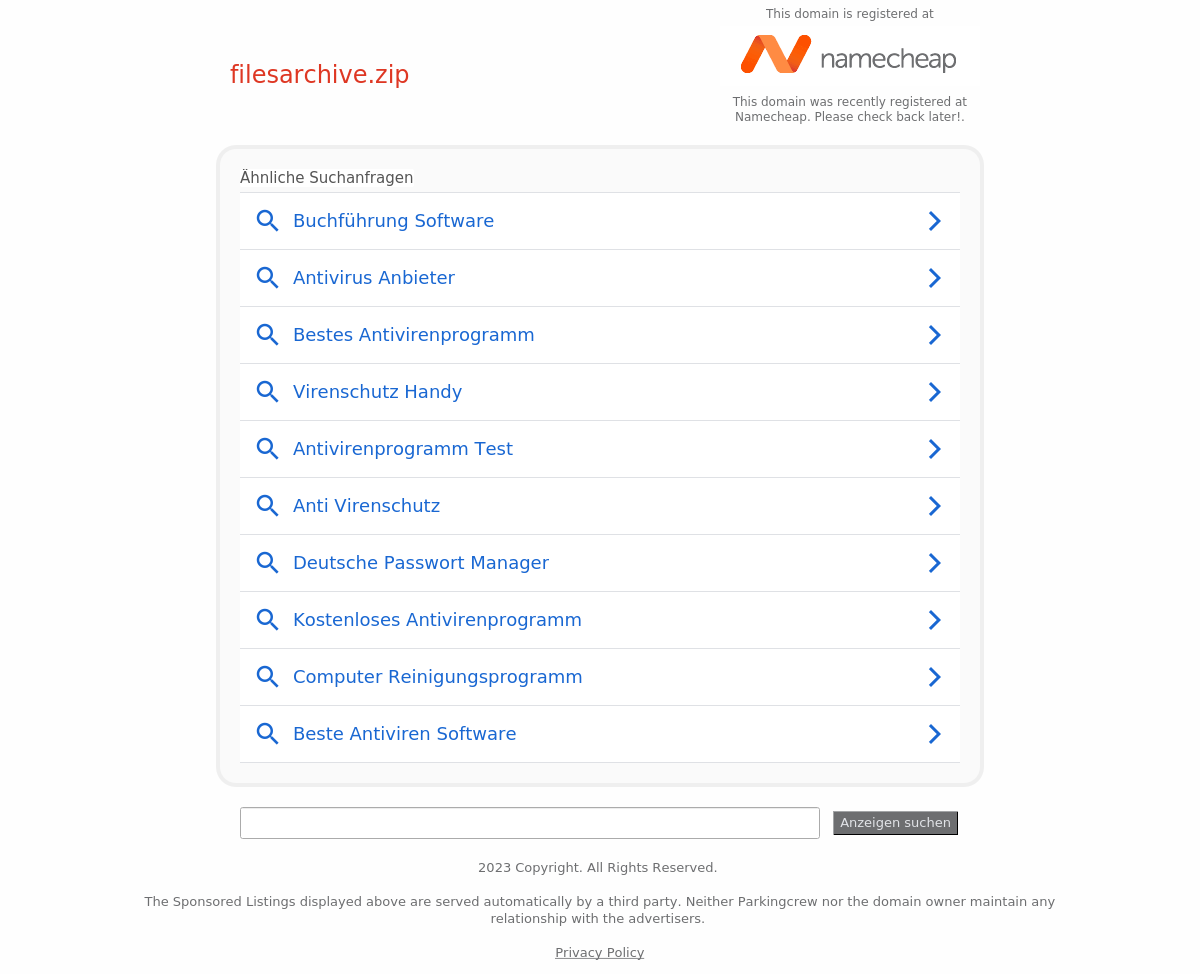 This domain is registered at
namecheap
filesarchive.zip
This domain was recently registered at
Namecheap. Please check back later!.
Ähnliche Suchanfragen
Buchführung Software
Antivirus Anbieter
Bestes Antivirenprogramm
Virenschutz Handy
Antivirenprogramm Test
Anti Virenschutz
Deutsche Passwort Manager
Kostenloses Antivirenprogramm
Computer Reinigungsprogramm
Beste Antiviren Software
Anzeigen suchen
2023 Copyright. All Rights Reserved.
The Sponsored Listings displayed above are served automatically by a third party. Neither Parkingcrew nor the domain owner maintain any
relationship with the advertisers.
Privacy Policy